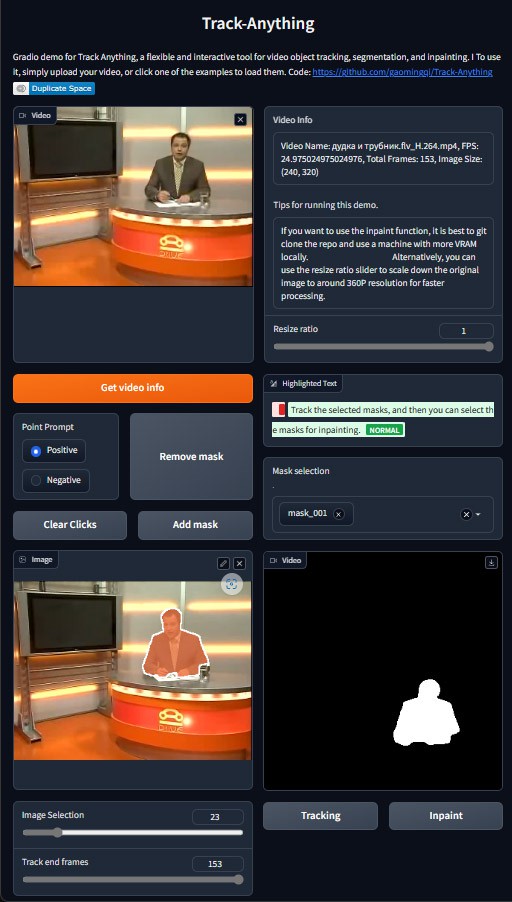 Track-Anything
Gradio demo for Track Anything, a flexible and interactive tool for video object tracking, segmentation, and inpainting. I To use
it, simply upload your video, or click one of the examples to load them. Code: https://github.com/gaomingqi/Track-Anything
Duplicate Space
Video
Video Info
Video Name: дудка и трубник.flv_H.264.mp4, FPS:
24.975024975024976, Total Frames: 153, Image Size:
(240, 320)
Tips for running this demo.
If you want to use the inpaint function, it is best to git
clone the repo and use a machine with more VRAM
locally. Alternatively, you can
use the resize ratio slider to scale down the original
image to around 360P resolution for faster
processing.
Resize ratio
1
Get video info
Highlighted Text
Track the selected masks, and then you can select th
e masks for inpainting. NORMAL
Point Prompt
Positive
Negative
Remove mask
Mask selection
.
mask_001
Clear Clicks
Add mask
Image
Video
Image Selection
23
Tracking
Inpaint
Track end frames
153